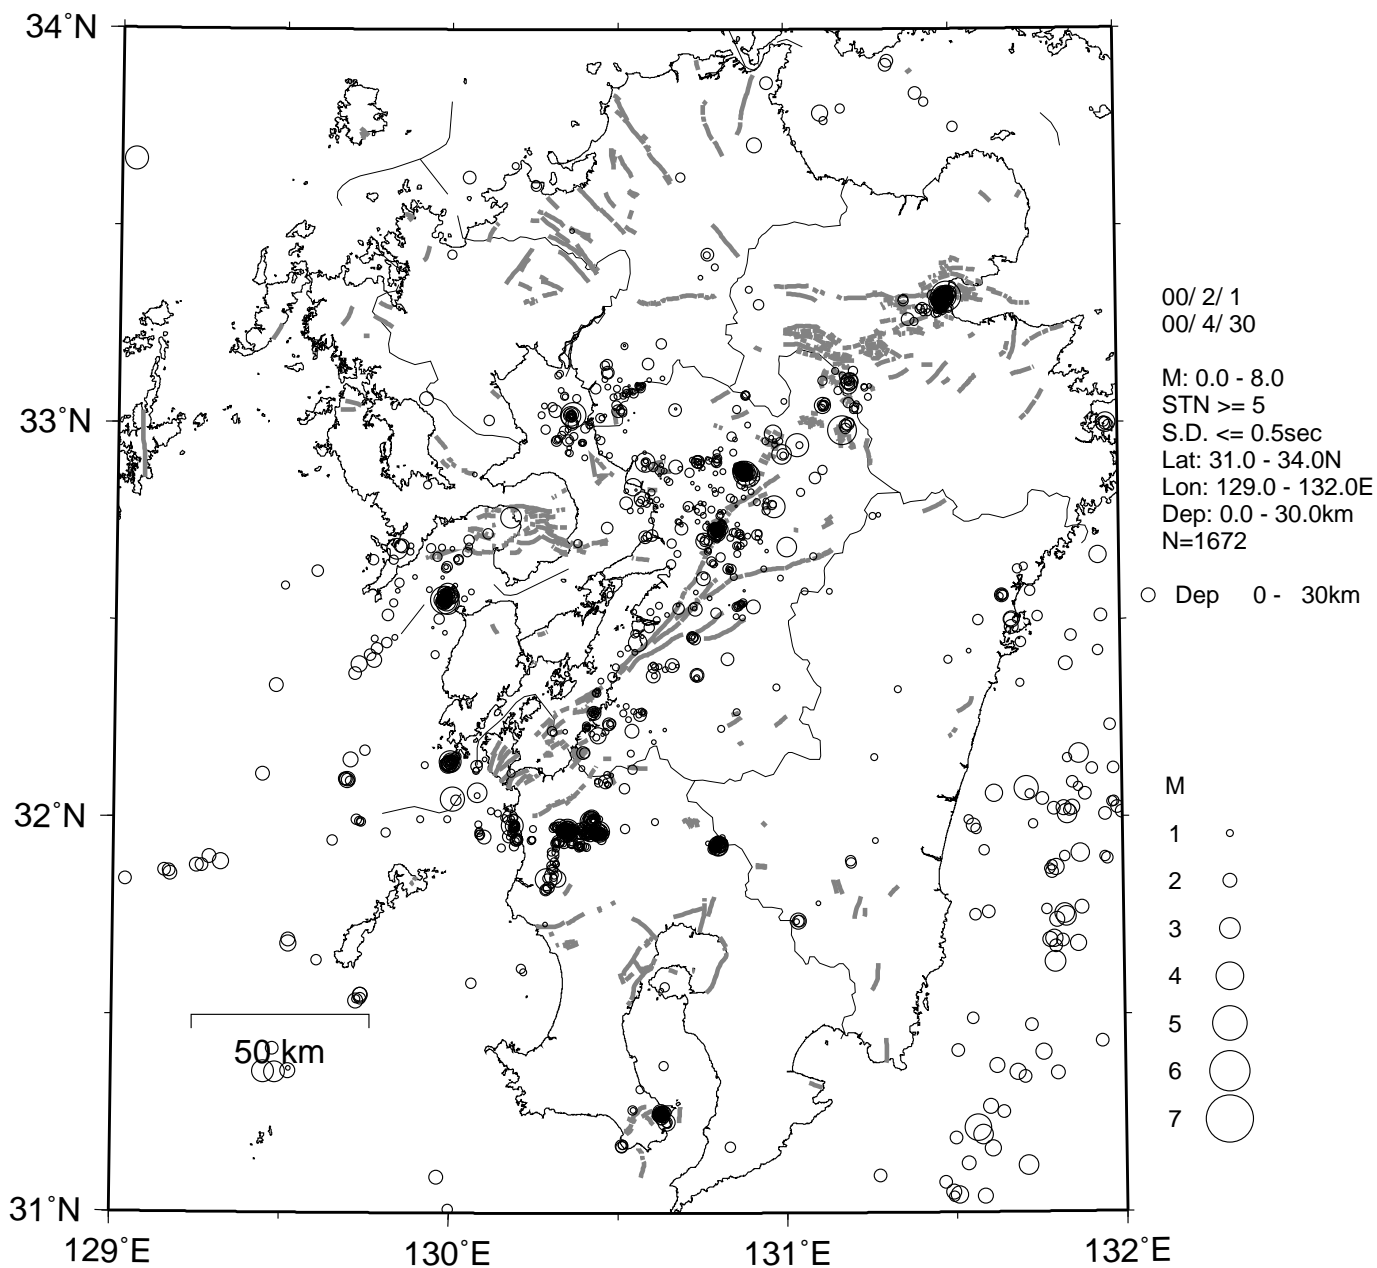 34°N
33°N
32°N
31°N
129°E
130°E
131°E
132°E
50 km
00/ 2/ 1
00/ 4/ 30
M: 0.0 - 8.0
STN >= 5
S.D. <= 0.5sec
Lat: 31.0 - 34.0N
Lon: 129.0 - 132.0E
Dep: 0.0 - 30.0km
N=1672
Dep 0 - 30km
M
1
2
3
4
5
6
7